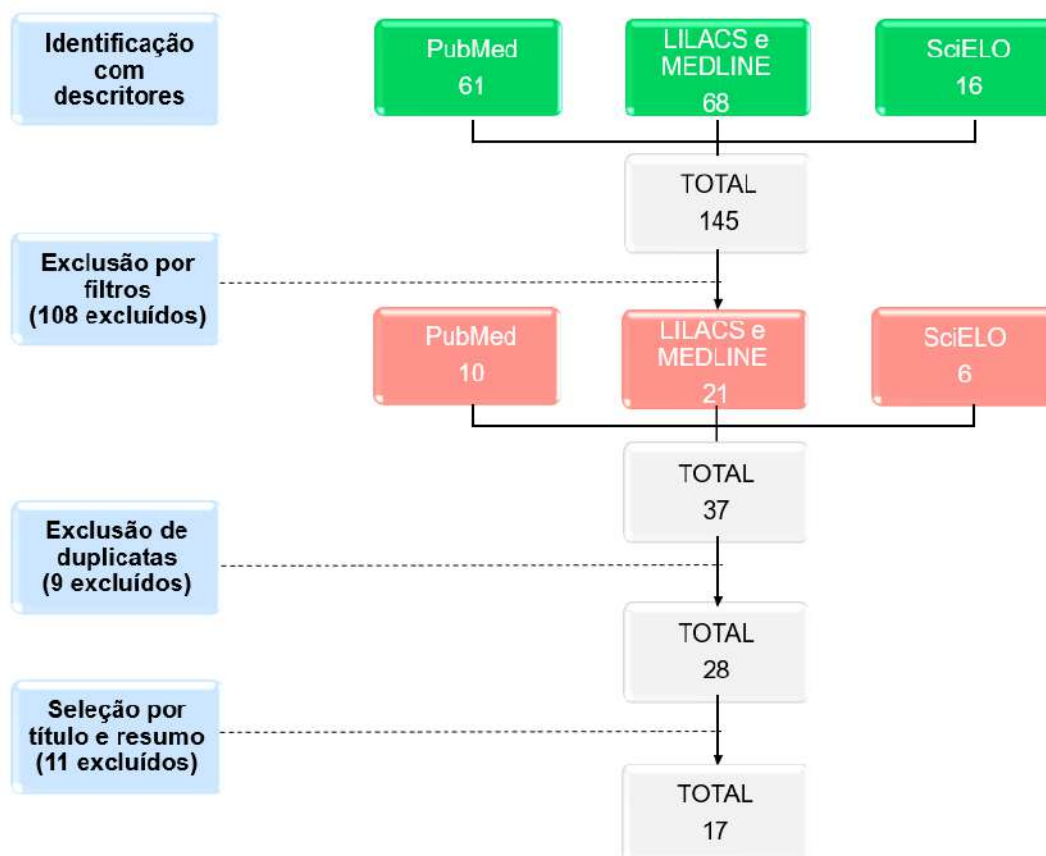 Identificação
com
descritores
PubMed
61
LILACS e
MEDLINE
68
SciELO
16
TOTAL
145
Exclusão por
filtros
(108 excluídos)
PubMed
10
LILACS e
MEDLINE
21
SciELO
6
TOTAL
37
Exclusão de
duplicatas
(9 excluídos)
TOTAL
28
Seleção por
título e resumo
(11 excluídos)
TOTAL
17